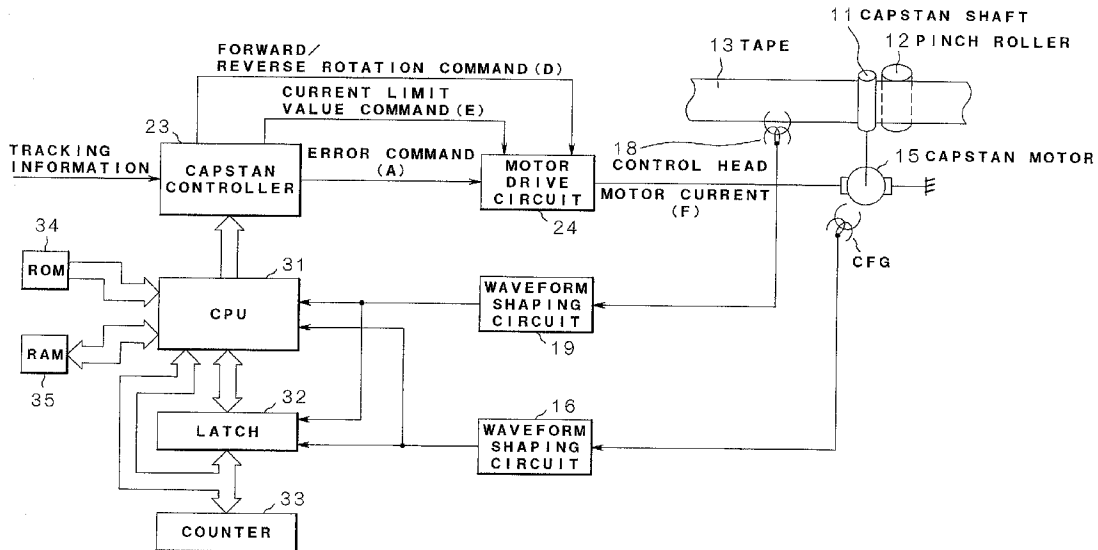 11 CAPSTAN SHAFT
12 PINCH ROLLER
13 TAPE
FORWARD/
REVERSE ROTATION COMMAND (D)
CURRENT LIMIT
VALUE COMMAND (E)
23
TRACKING
INFORMATION
CAPSTAN
CONTROLLER
ERROR COMMAND
(A)
MOTOR
DRIVE
CIRCUIT
24
18
CONTROL HEAD
MOTOR CURRENT
(F)
15 CAPSTAN MOTOR
CFG
34
ROM
31
CPU
WAVEFORM
SHAPING
CIRCUIT
19
RAM
35
32
LATCH
16
WAVEFORM
SHAPING
CIRCUIT
33
COUNTER